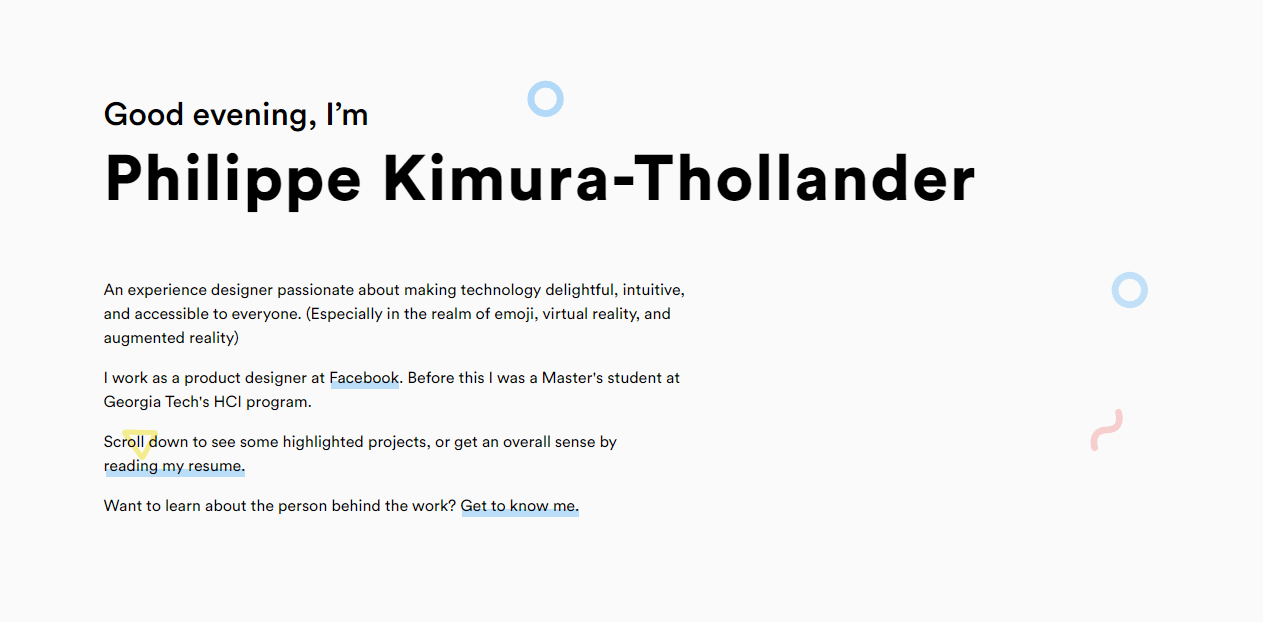 Good evening, I’m
Philippe Kimura-Thollander
An experience designer passionate about making technology delightful, intuitive,
and accessible to everyone. (Especially in the realm of emoji, virtual reality, and
augmented reality)
I work as a product designer at Facebook. Before this I was a Master's student at
Georgia Tech's HCI program.
Scroll down to see some highlighted projects, or get an overall sense by
reading my resume.
Want to learn about the person behind the work? Get to know me.